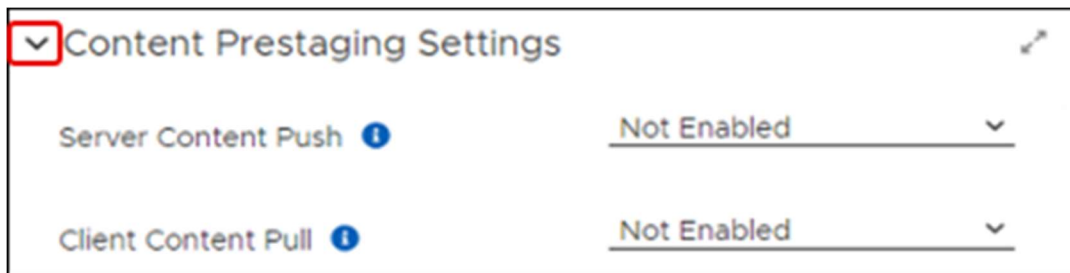 Content Prestaging Settings
Server Content Push Not Enabled
Client Content Pull Not Enabled